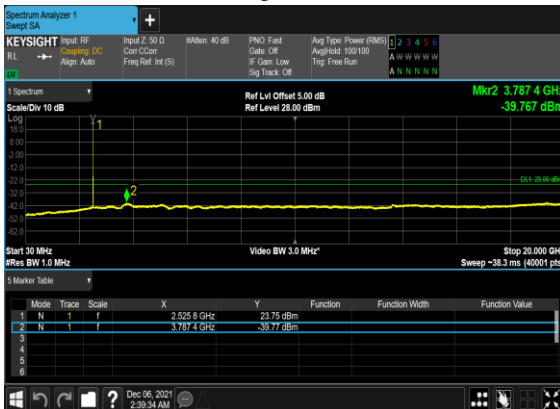 Spectrum Analyzer 1
Swept SA
+
KEYSIGHT Input: RF Input Z: 50 Ω #Atten: 40 dB PNO: Fast Avg Type: Power (RMS) 1 2 3 4 5 6
RL Coupling: DC Corr CCorr Gate: Off Avg|Hold: 100/100 A W W W W W
Align: Auto Freq Ref: Int (S) IF Gain: Low Trig: Free Run
Sig Track: Off A N N N N N
1 Spectrum Ref Lvl Offset 5.00 dB Mkr2 3.787 4 GHz
Scale/Div 10 dB Ref Level 28.00 dBm -39.767 dBm
Log
18.0
8.00
-2.00
-12.0
-22.0
-32.0
-42.0
-52.0
-62.0
1
2
DL1 -25.00 dBm
Start 30 MHz Video BW 3.0 MHz* Stop 20.000 GHz
#Res BW 1.0 MHz Sweep ~38.3 ms (40001 pts)
5 Marker Table
Mode Trace Scale X Y Function Function Width Function Value
1 N 1 f 2.525 8 GHz 23.75 dBm
2 N 1 f 3.787 4 GHz -39.77 dBm
3
4
5
6
? Dec 06, 2021
2:39:34 AM